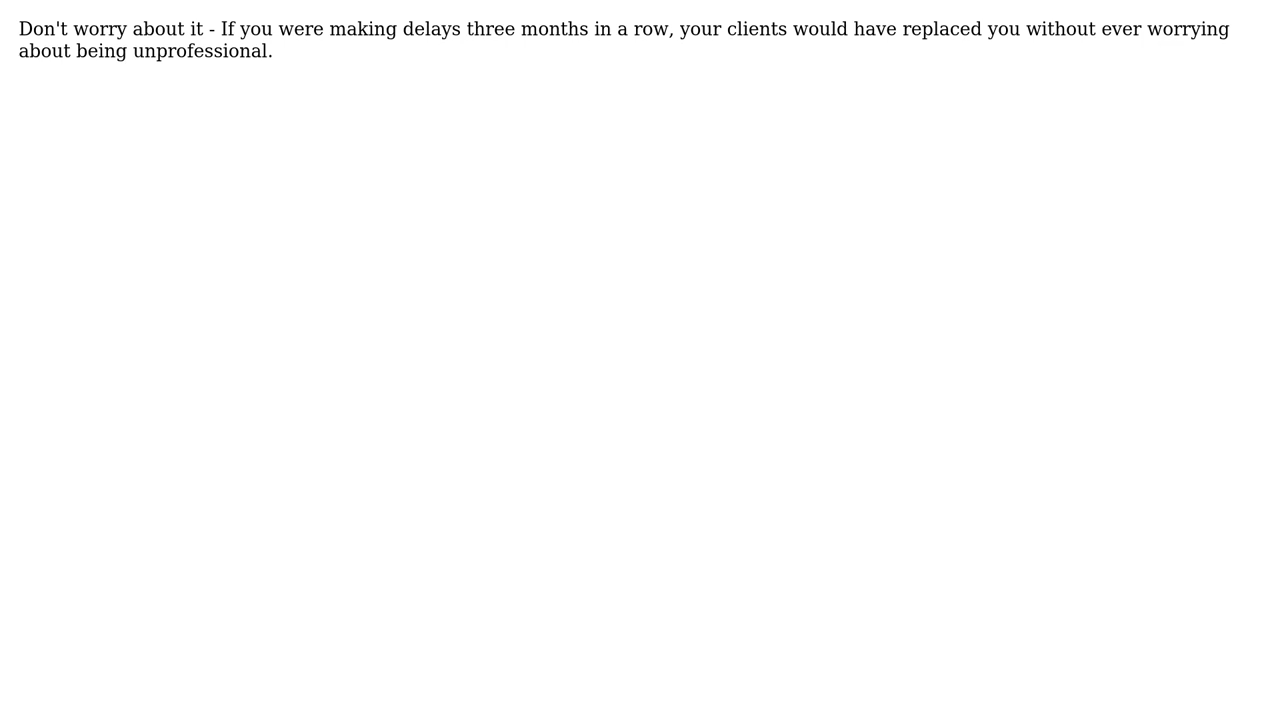 Don't worry about it - If you were making delays three months in a row, your clients would have replaced you without ever worrying
about being unprofessional.